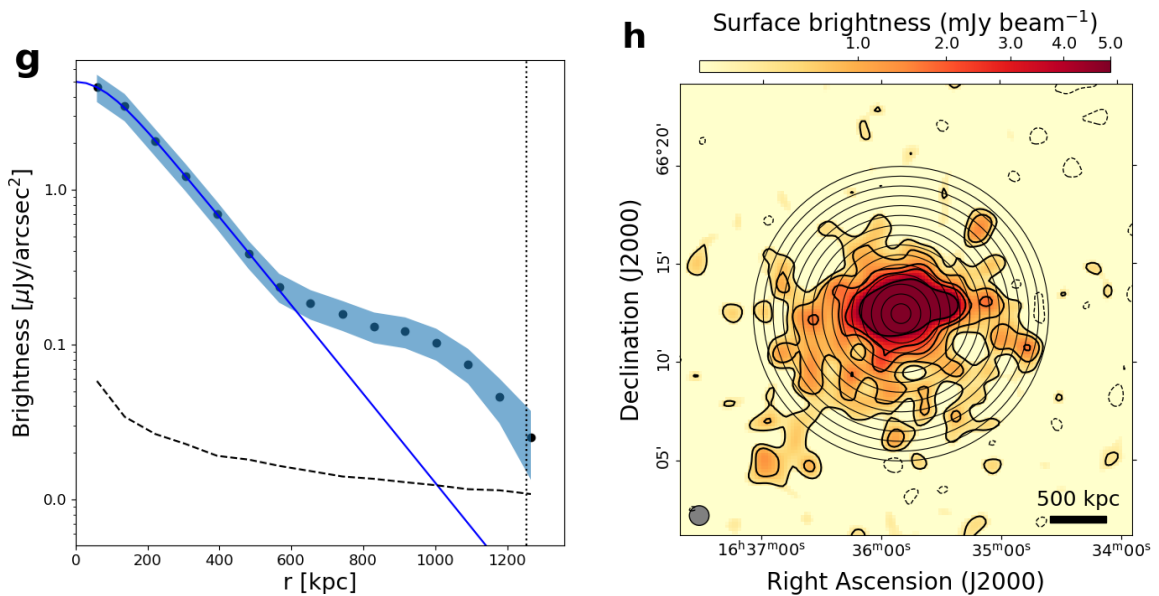 g
Brightness [μJy/arcsec²]
1.0
0.1
0.0
0 200 400 600 800 1000 1200
r [kpc]
h
Surface brightness (mJy beam⁻¹)
1.0 2.0 3.0 4.0 5.0
Declination (J2000)
66°20'
15'
10'
05'
500 kpc
16ʰ37ᵐ00ˢ 36ᵐ00ˢ 35ᵐ00ˢ 34ᵐ00ˢ
Right Ascension (J2000)